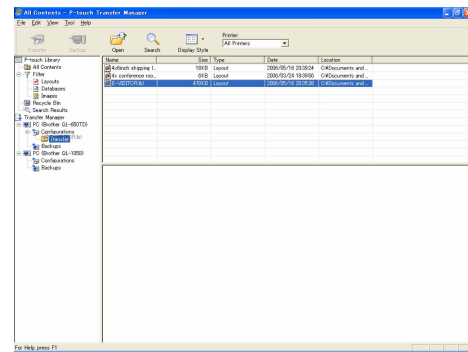 All Contents - P-touch Transfer Manager
File Edit View Tool Help
Transfer Backup Open Search Display Style
Printer:
All Printers
P-touch Library
All Contents
Filter
Layouts
Databases
Images
Recycle Bin
Search Results
Transfer Manager
PC (Brother QL-650TD)
Configurations
Transfer
Backups
PC (Brother QL-1050)
Configurations
Backups
Name Size Type Date Location
4x6inch shipping l... 18KB Layout 2006/05/16 20:39:24 C:¥Documents and ...
4x conference roo... 6KB Layout 2006/03/24 18:39:56 C:¥Documents and ...
E-VISITOR.lbl 470KB Layout 2006/05/16 20:35:38 C:¥Documents and ...
For Help, press F1